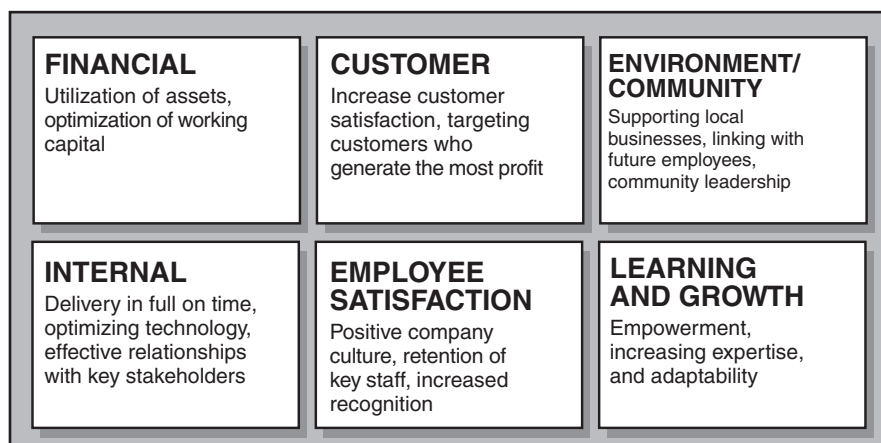 FINANCIAL
Utilization of assets,
optimization of working
capital
CUSTOMER
Increase customer
satisfaction, targeting
customers who
generate the most profit
ENVIRONMENT/
COMMUNITY
Supporting local
businesses, linking with
future employees,
community leadership
INTERNAL
Delivery in full on time,
optimizing technology,
effective relationships
with key stakeholders
EMPLOYEE
SATISFACTION
Positive company
culture, retention of
key staff, increased
recognition
LEARNING
AND GROWTH
Empowerment,
increasing expertise,
and adaptability